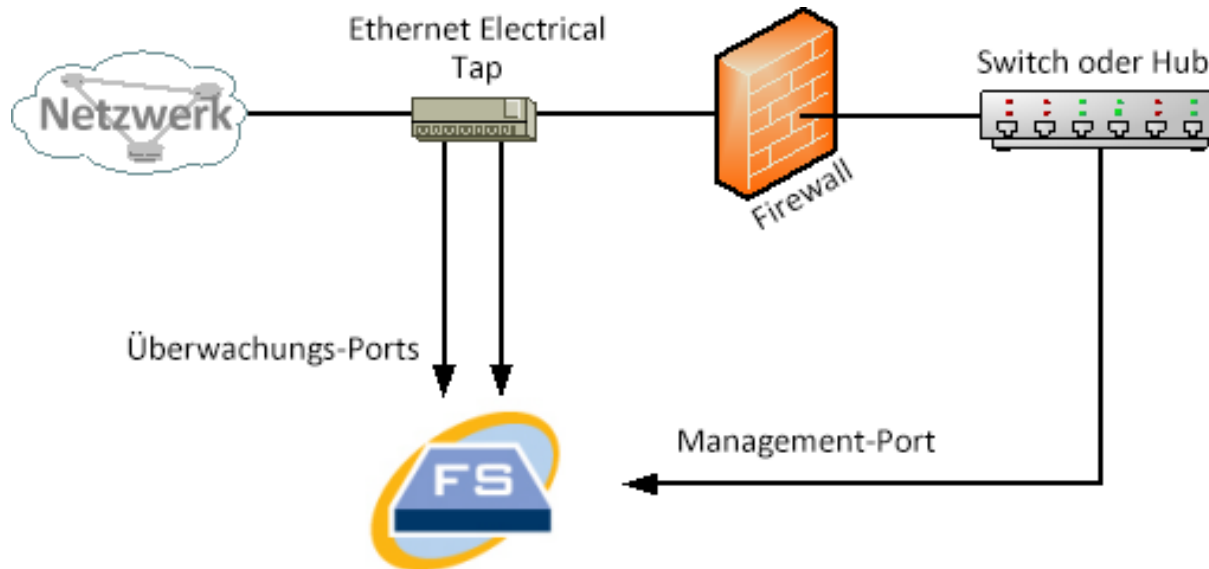 Ethernet Electrical
Tap
Switch oder Hub
Netzwerk
Firewall
Überwachungs-Ports
Management-Port
FS